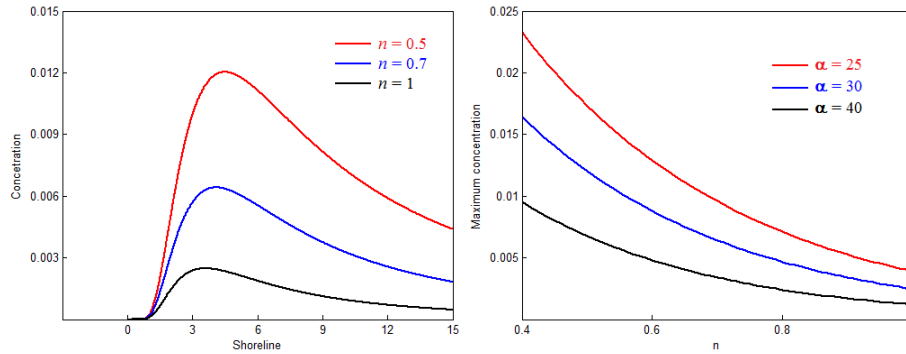 0.015
0.012
0.009
0.006
0.003
Concetration
0
3
6
9
12
15
Shoreline
n = 0.5
n = 0.7
n = 1
0.025
0.02
0.015
0.01
0.005
Maximum concentration
0.4
0.6
0.8
n
α = 25
α = 30
α = 40